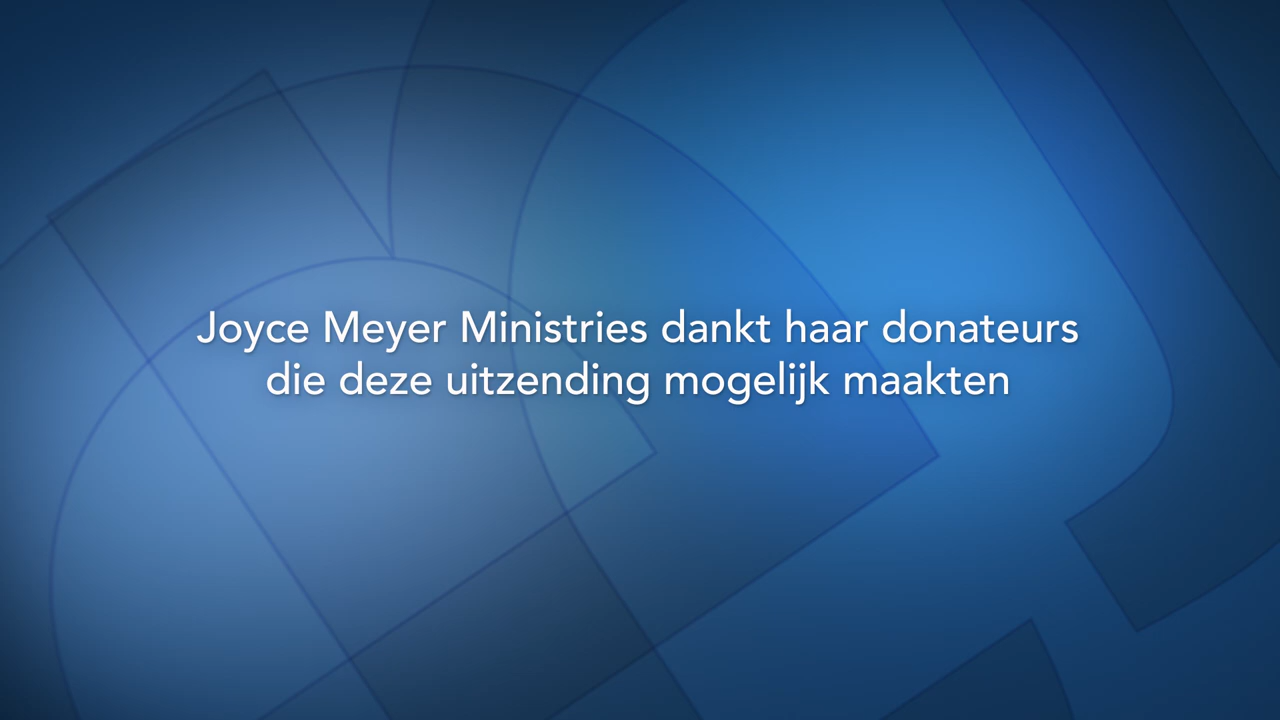 Joyce Meyer Ministries dankt haar donateurs
die deze uitzending mogelijk maakten